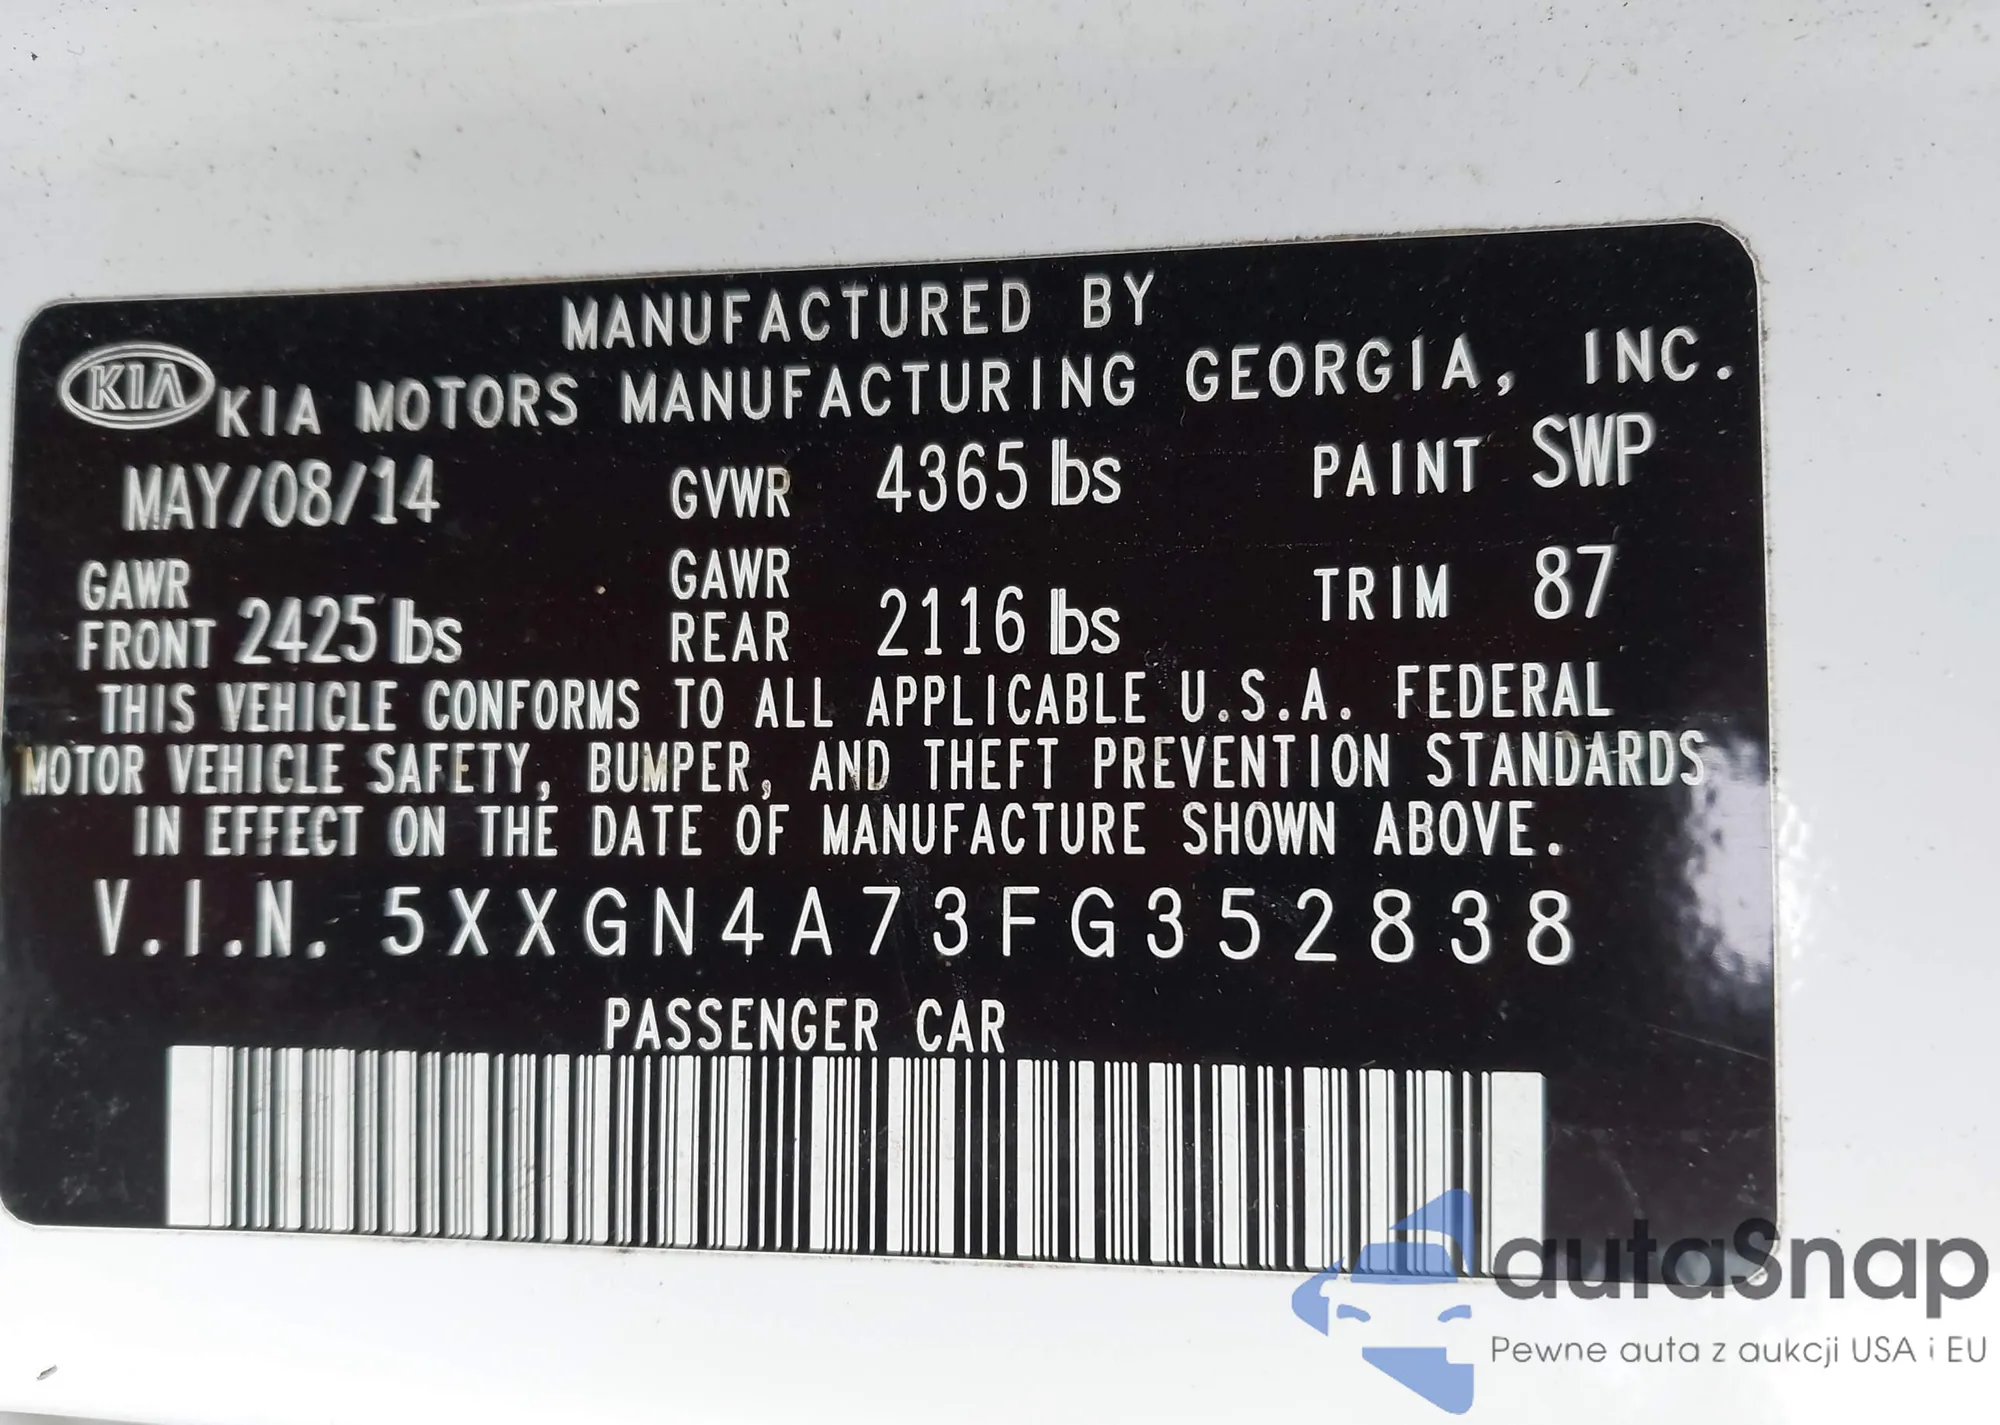 MANUFACTURED BY
KIA KIA MOTORS MANUFACTURING GEORGIA, INC.
MAY/08/14 GVWR 4365 lbs PAINT SWP
GAWR FRONT 2425 lbs GAWR REAR 2116 lbs TRIM 87
THIS VEHICLE CONFORMS TO ALL APPLICABLE U.S.A. FEDERAL
MOTOR VEHICLE SAFETY, BUMPER, AND THEFT PREVENTION STANDARDS
IN EFFECT ON THE DATE OF MANUFACTURE SHOWN ABOVE.
V.I.N. 5XXGN4A73FG352838
PASSENGER CAR
autaSnap
Pewne auta z aukcji USA i EU